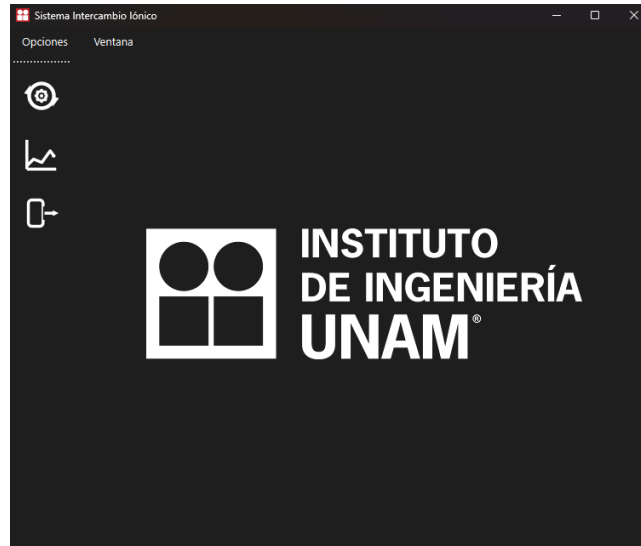 Sistema Intercambio Iónico
Opciones Ventana
INSTITUTO
DE INGENIERÍA
UNAM®